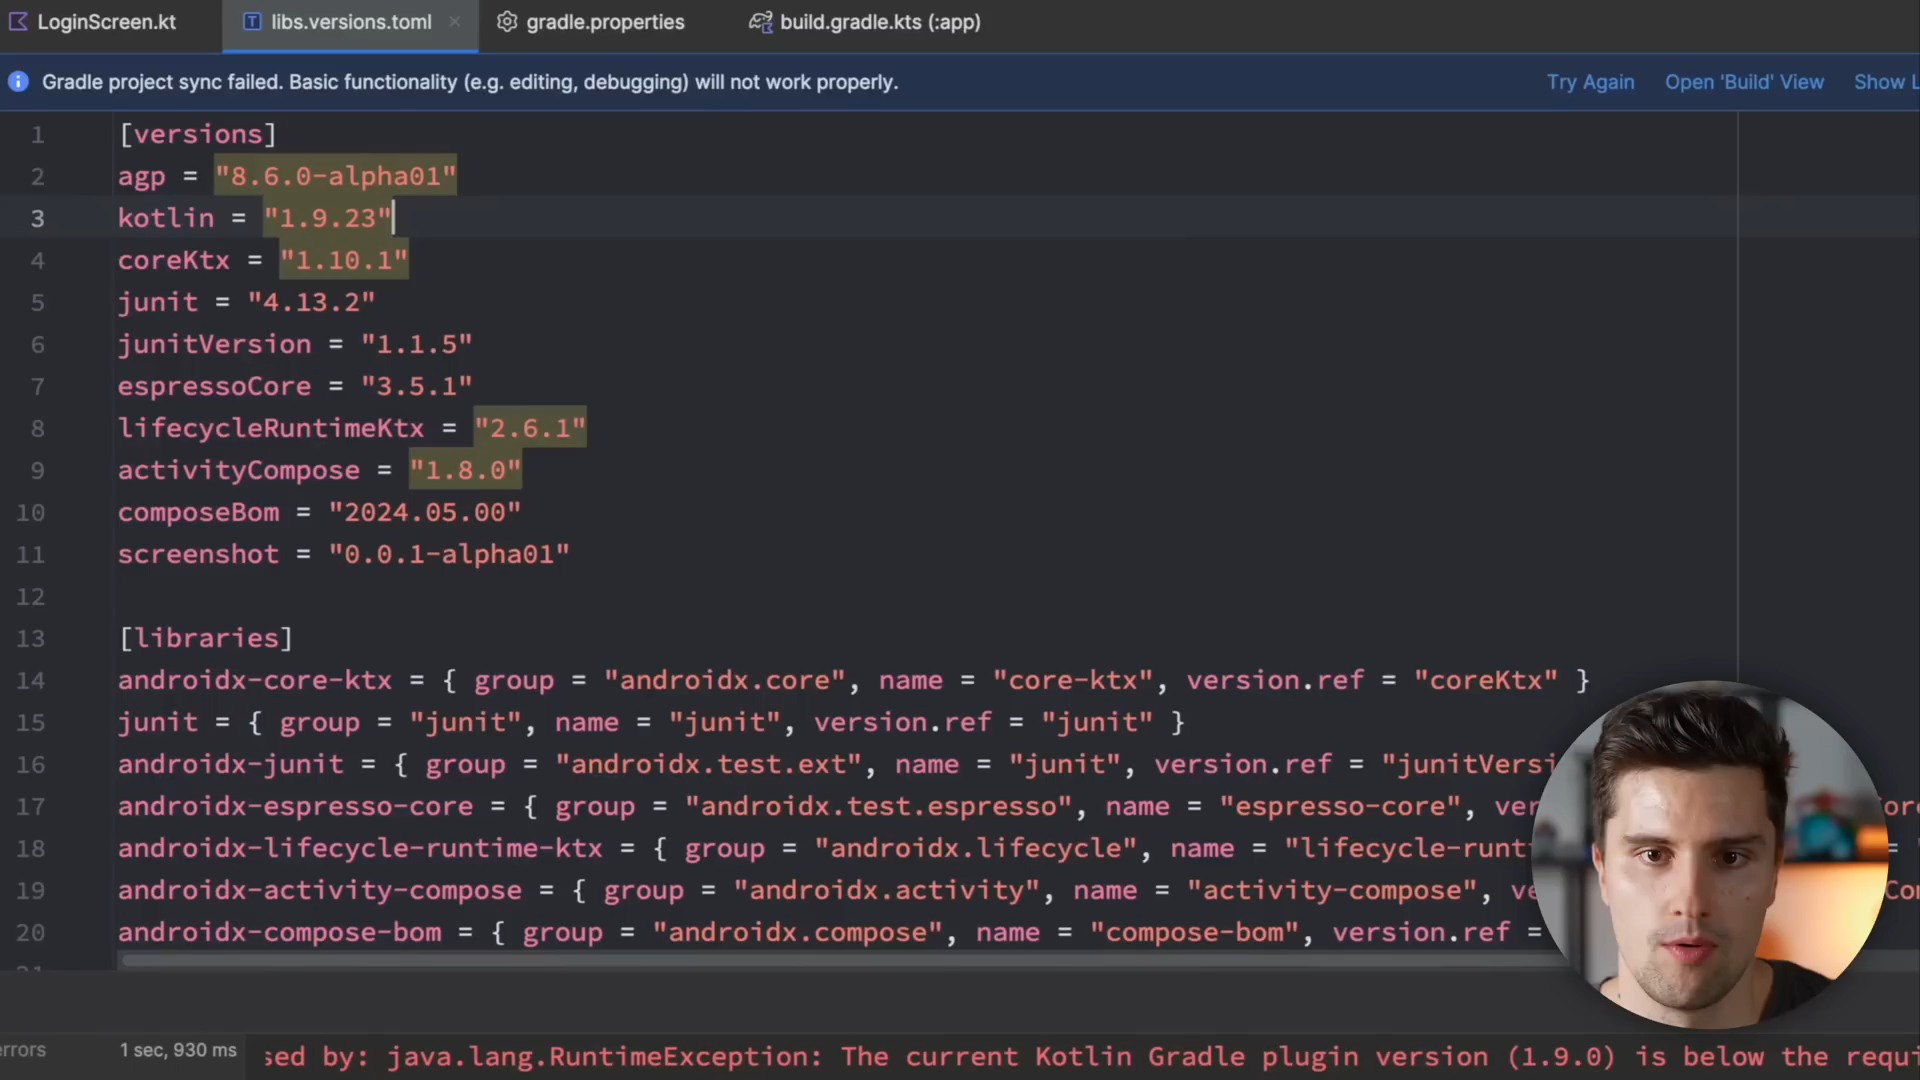 LoginScreen.kt
libs.versions.toml
gradle.properties
build.gradle.kts (:app)
Gradle project sync failed. Basic functionality (e.g. editing, debugging) will not work properly.
Try Again
Open 'Build' View
Show L
1 [versions]
2 agp = "8.6.0-alpha01"
3 kotlin = "1.9.23"
4 coreKtx = "1.10.1"
5 junit = "4.13.2"
6 junitVersion = "1.1.5"
7 espressoCore = "3.5.1"
8 lifecycleRuntimeKtx = "2.6.1"
9 activityCompose = "1.8.0"
10 composeBom = "2024.05.00"
11 screenshot = "0.0.1-alpha01"
12
13 [libraries]
14 androidx-core-ktx = { group = "androidx.core", name = "core-ktx", version.ref = "coreKtx" }
15 junit = { group = "junit", name = "junit", version.ref = "junit" }
16 androidx-junit = { group = "androidx.test.ext", name = "junit", version.ref = "junitVersi
17 androidx-espresso-core = { group = "androidx.test.espresso", name = "espresso-core", ver Core
18 androidx-lifecycle-runtime-ktx = { group = "androidx.lifecycle", name = "lifecycle-runt =
19 androidx-activity-compose = { group = "androidx.activity", name = "activity-compose", ve Com
20 androidx-compose-bom = { group = "androidx.compose", name = "compose-bom", version.ref =
errors
1 sec, 930 ms
sed by: java.lang.RuntimeException: The current Kotlin Gradle plugin version (1.9.0) is below the requi